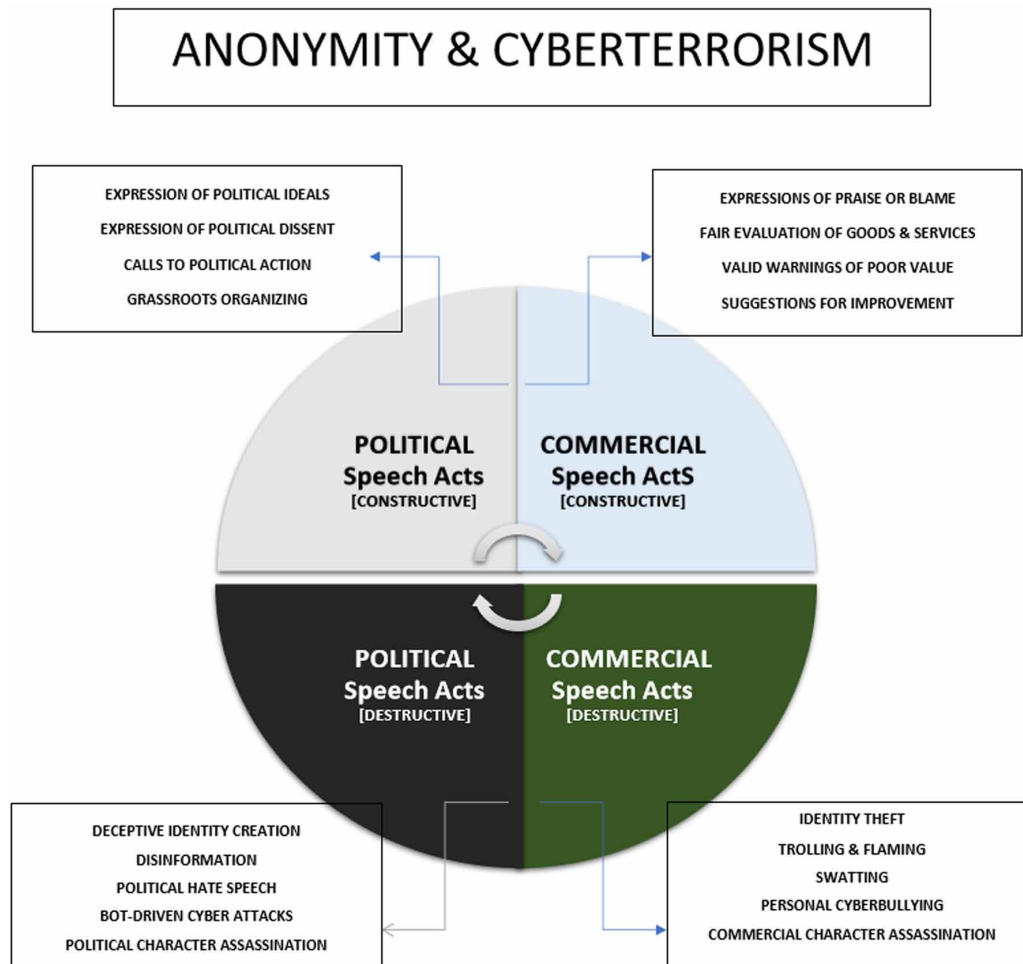 ANONYMITY & CYBERTERRORISM
EXPRESSION OF POLITICAL IDEALS
EXPRESSION OF POLITICAL DISSENT
CALLS TO POLITICAL ACTION
GRASSROOTS ORGANIZING
EXPRESSIONS OF PRAISE OR BLAME
FAIR EVALUATION OF GOODS & SERVICES
VALID WARNINGS OF POOR VALUE
SUGGESTIONS FOR IMPROVEMENT
POLITICAL
Speech Acts
[CONSTRUCTIVE]
COMMERCIAL
Speech ActS
[CONSTRUCTIVE]
POLITICAL
Speech Acts
[DESTRUCTIVE]
COMMERCIAL
Speech Acts
[DESTRUCTIVE]
DECEPTIVE IDENTITY CREATION
DISINFORMATION
POLITICAL HATE SPEECH
BOT-DRIVEN CYBER ATTACKS
POLITICAL CHARACTER ASSASSINATION
IDENTITY THEFT
TROLLING & FLAMING
SWATTING
PERSONAL CYBERBULLYING
COMMERCIAL CHARACTER ASSASSINATION